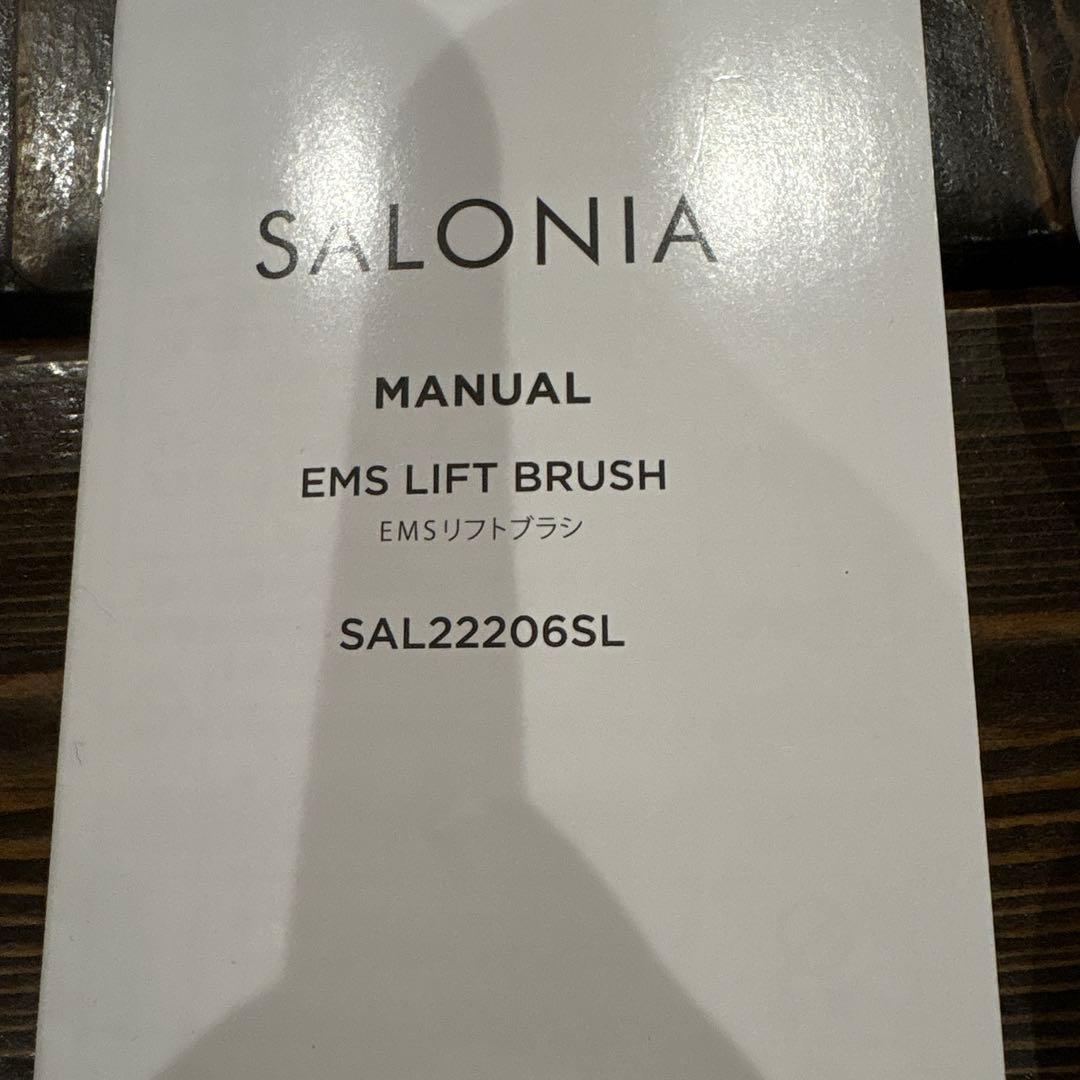 SALONIA
MANUAL
EMS LIFT BRUSH
EMSリフトブラシ
SAL22206SL